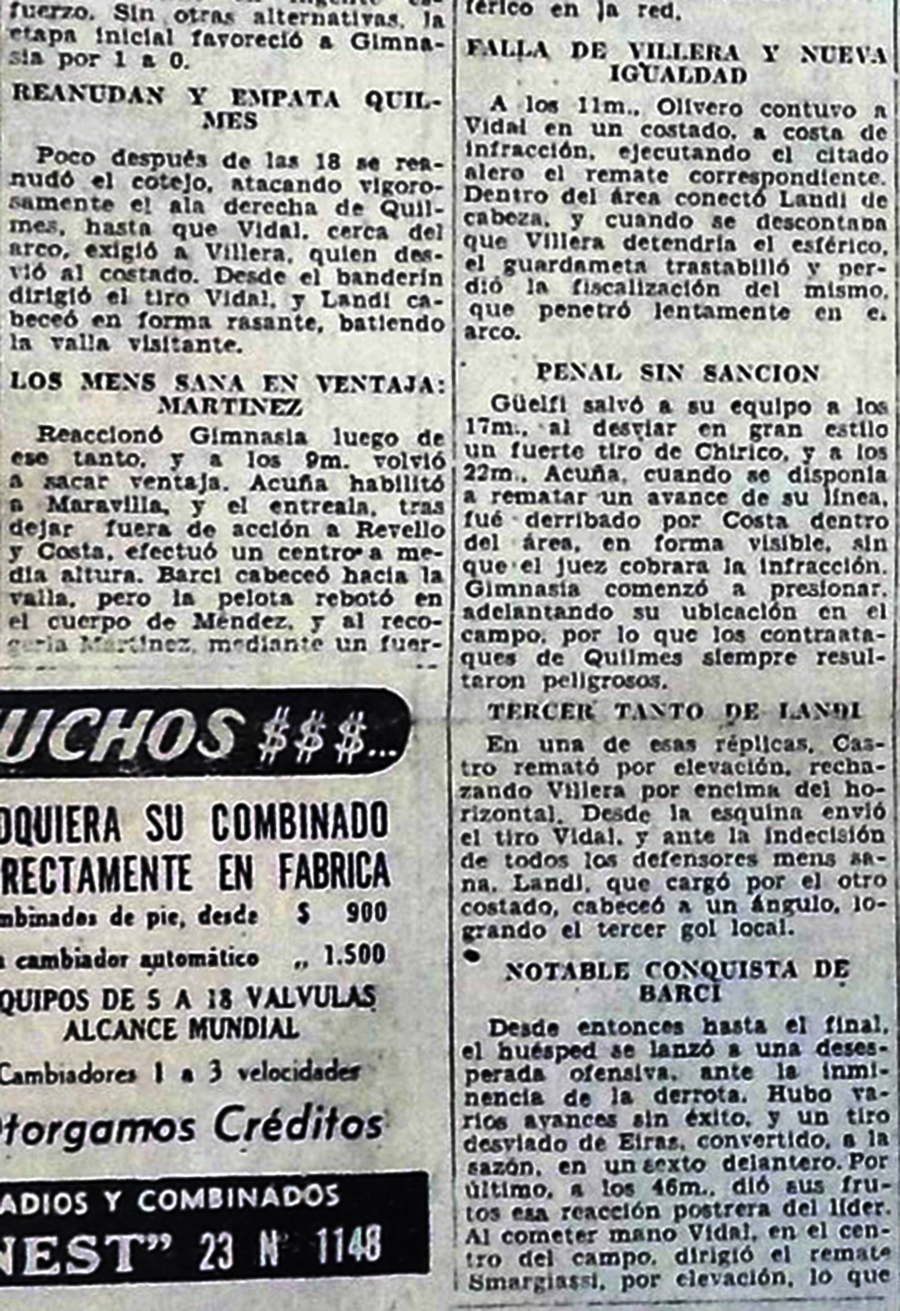 fuerzo. Sin otras alternativas, la
etapa inicial favoreció a Gimna-
sia por 1 a 0.
REANUDAN Y EMPATA QUIL-
MES
Poco después de las 18 se rea-
nudó el cotejo, atacando vigoro-
samente el ala derecha de Quil-
mes, hasta que Vidal, cerca del
arco, exigió a Villera, quien des-
vió al costado. Desde el banderín
dirigió el tiro Vidal, y Landi ca-
beceó en forma rasante, batiendo
la valla visitante.
LOS MENS SANA EN VENTAJA:
MARTINEZ
Reaccionó Gimnasia luego de
ese tanto, y a los 9m. volvió
a sacar ventaja. Acuña habilitó
a Maravilla, y el entreala, tras
dejar fuera de acción a Revello
y Costa, efectuó un centro a me-
dia altura. Barci cabeceó hacia la
valla, pero la pelota rebotó en
el cuerpo de Méndez, y al reco-
gerla Martínez, mediante un fuer-
UCHOS $$$...
DQUIERA SU COMBINADO
RECTAMENTE EN FABRICA
mbinados de pie, desde $ 900
n cambiador automático „ 1.500
QUIPOS DE 5 A 18 VALVULAS
ALCANCE MUNDIAL
Cambiadores 1 a 3 velocidades
Otorgamos Créditos
ADIOS Y COMBINADOS
NEST" 23 N° 1148
férico en la red.
FALLA DE VILLERA Y NUEVA
IGUALDAD
A los 11m., Olivero contuvo a
Vidal en un costado, a costa de
infracción, ejecutando el citado
alero el remate correspondiente.
Dentro del área conectó Landi de
cabeza, y cuando se descontaba
que Villera detendría el esférico,
el guardameta trastabilló y per-
dió la fiscalización del mismo,
que penetró lentamente en e.
arco.
PENAL SIN SANCION
Güelfi salvó a su equipo a los
17m., al desviar en gran estilo
un fuerte tiro de Chirico, y a los
22m., Acuña, cuando se disponía
a rematar un avance de su línea,
fué derribado por Costa dentro
del área, en forma visible, sin
que el juez cobrara la infracción.
Gimnasia comenzó a presionar,
adelantando su ubicación en el
campo, por lo que los contraata-
ques de Quilmes siempre resul-
taron peligrosos.
TERCER TANTO DE LANDI
En una de esas réplicas, Cas-
tro remató por elevación, recha-
zando Villera por encima del ho-
rizontal. Desde la esquina envió
el tiro Vidal, y ante la indecisión
de todos los defensores mens sa-
na, Landi, que cargó por el otro
costado, cabeceó a un ángulo, lo-
grando el tercer gol local.
NOTABLE CONQUISTA DE
BARCI
Desde entonces hasta el final,
el huésped se lanzó a una deses-
perada ofensiva, ante la inmi-
nencia de la derrota. Hubo va-
rios avances sin éxito, y un tiro
desviado de Eiras, convertido, a la
sazón, en un sexto delantero. Por
último, a los 46m., dió sus fru-
tos esa reacción postrera del líder.
Al cometer mano Vidal, en el cen-
tro del campo, dirigió el remate
Smargiassi, por elevación, lo que